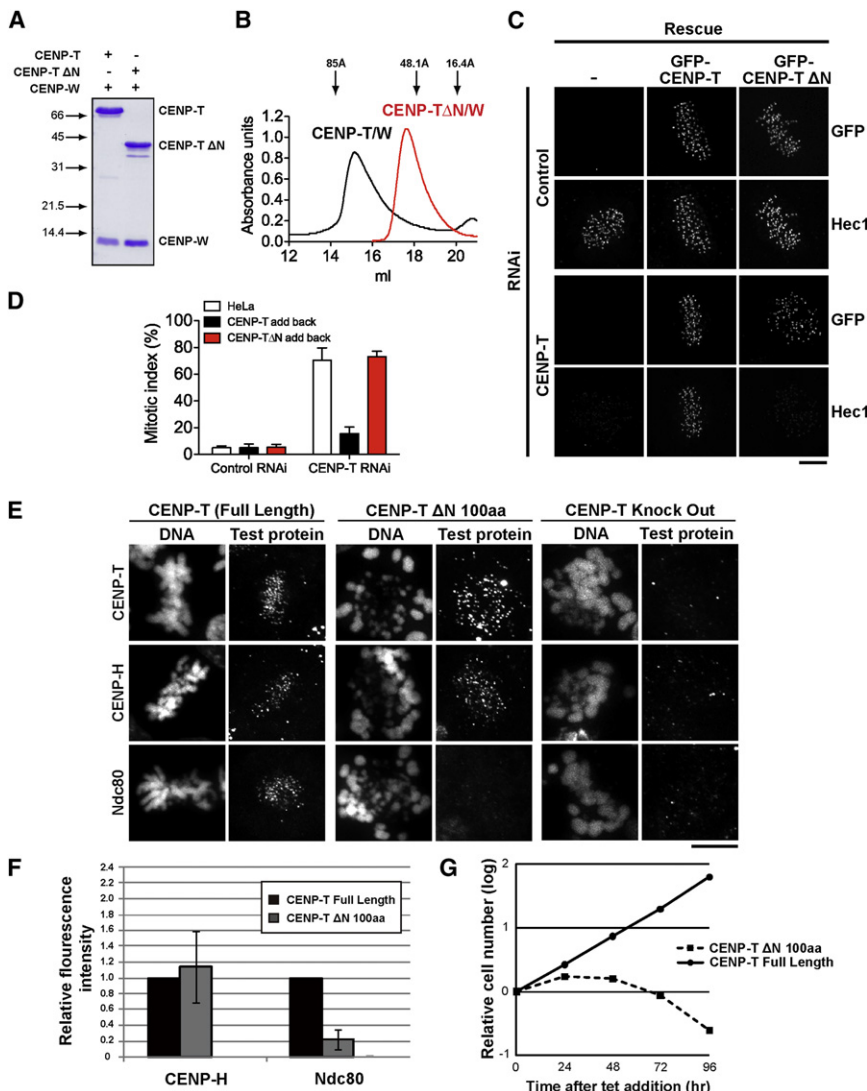 A
CENP-T + -
CENP-T ΔN - +
CENP-W + +
66
45
31
21.5
14.4
CENP-T
CENP-T ΔN
CENP-W
B
85A 48.1A 16.4A
CENP-TΔN/W
CENP-T/W
Absorbance units
1.2
1.0
0.8
0.6
0.4
0.2
12 14 16 18 20
ml
C
Rescue
- GFP-CENP-T GFP-CENP-T ΔN
RNAi
Control
GFP
Hec1
CENP-T
GFP
Hec1
D
HeLa
CENP-T add back
CENP-TΔN add back
Mitotic index (%)
100
80
60
40
20
0
Control RNAi CENP-T RNAi
E
CENP-T (Full Length) CENP-T ΔN 100aa CENP-T Knock Out
DNA Test protein DNA Test protein DNA Test protein
CENP-T
CENP-H
Ndc80
F
Relative flourescence intensity
2.4
2.2
2.0
1.8
1.6
1.4
1.2
1.0
0.8
0.6
0.4
0.2
0
CENP-T Full Length
CENP-T ΔN 100aa
CENP-H Ndc80
G
Relative cell number (log)
2
1
0
-1
CENP-T ΔN 100aa
CENP-T Full Length
0 24 48 72 96
Time after tet addition (hr)